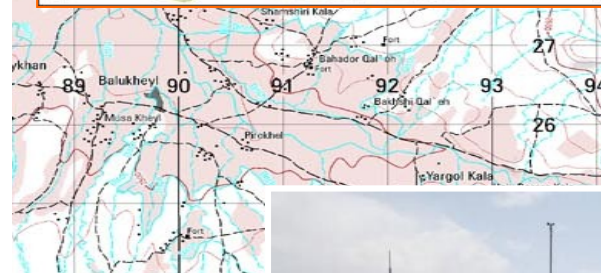 Shamshiri Kala
Fort
27
Bahador Qal'eh
Fort
ykhan
89
Balukheyl
90
91
92
93
94
Bakhshi Qal'eh
Musa Kheyl
26
Pirokhel
Yargol Kala
Fort